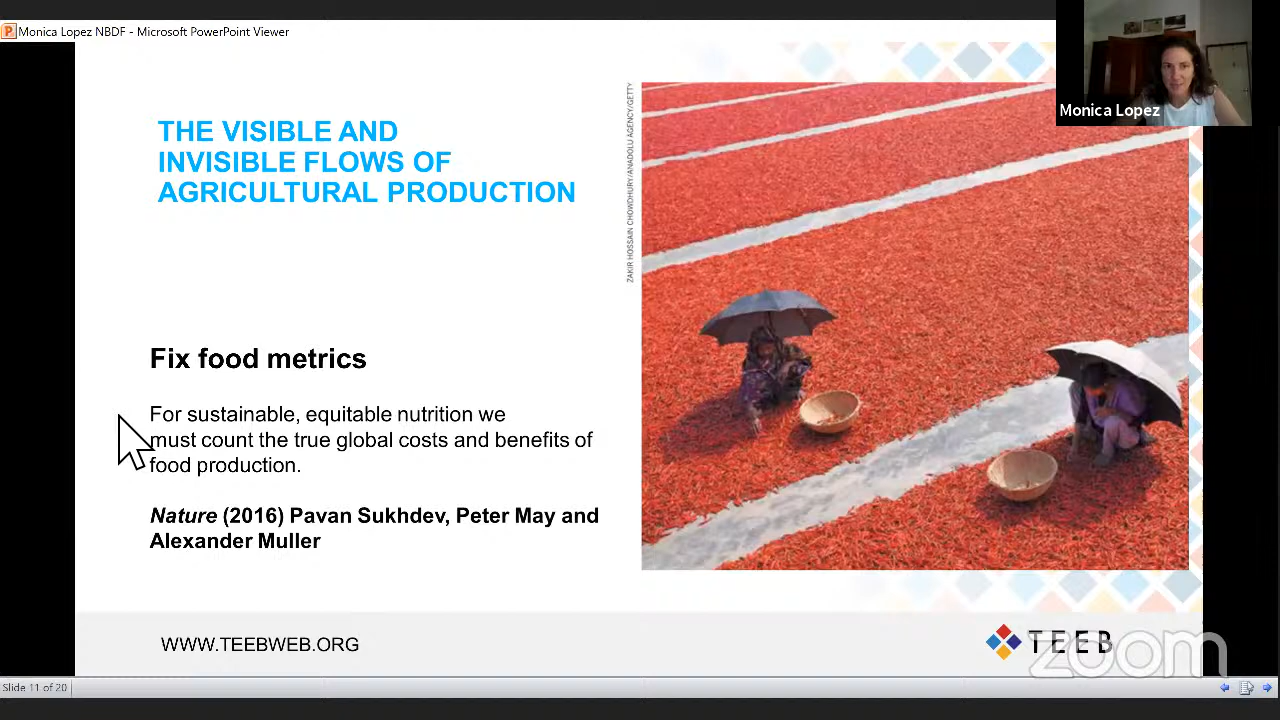 Monica Lopez NBDF - Microsoft PowerPoint Viewer
Monica Lopez
THE VISIBLE AND
INVISIBLE FLOWS OF
AGRICULTURAL PRODUCTION
ZAKIR HOSSAIN CHOWDHURY/ANADOLU AGENCY/GETTY
Fix food metrics
For sustainable, equitable nutrition we
must count the true global costs and benefits of
food production.
Nature (2016) Pavan Sukhdev, Peter May and
Alexander Muller
WWW.TEEBWEB.ORG
TEEB
zoom
Slide 11 of 20